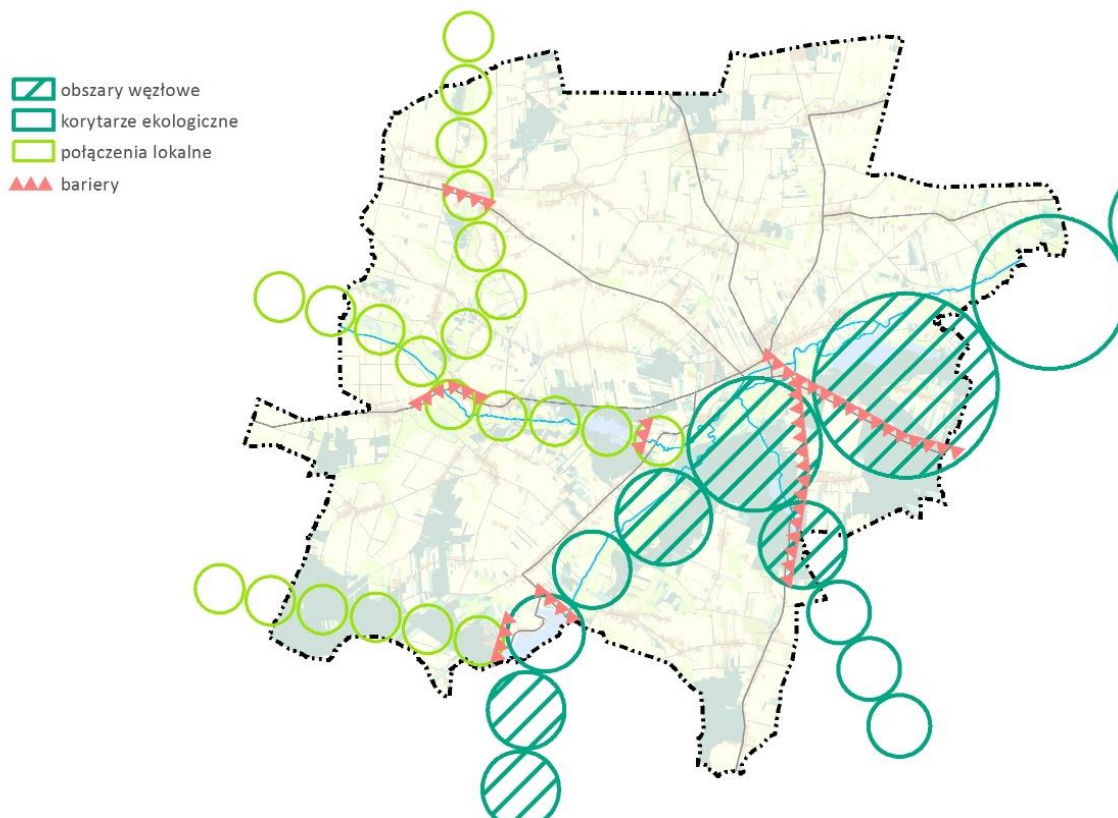 obszary węzłowe
korytarze ekologiczne
połączenia lokalne
bariery